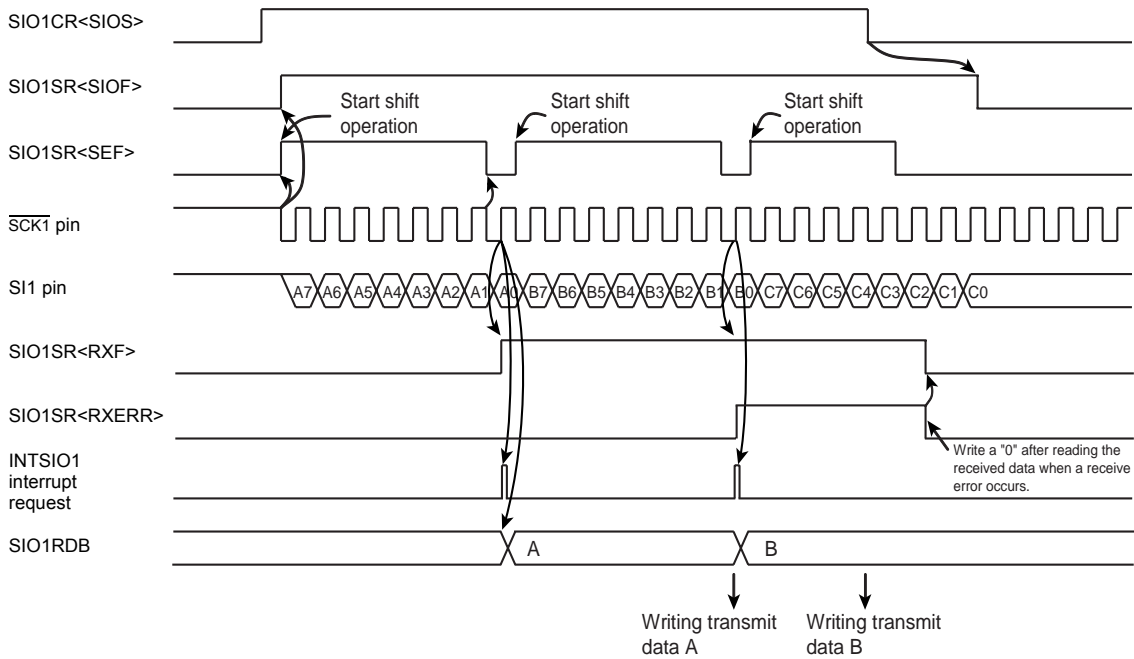 SIO1CR<SIOS>
SIO1SR<SIOF>
Start shift
operation
Start shift
operation
Start shift
operation
SIO1SR<SEF>
SCK1 pin
SI1 pin
A7 A6 A5 A4 A3 A2 A1 A0 B7 B6 B5 B4 B3 B2 B1 B0 C7 C6 C5 C4 C3 C2 C1 C0
SIO1SR<RXF>
SIO1SR<RXERR>
Write a "0" after reading the
received data when a receive
error occurs.
INTSIO1
interrupt
request
SIO1RDB
A
B
Writing transmit
data A
Writing transmit
data B